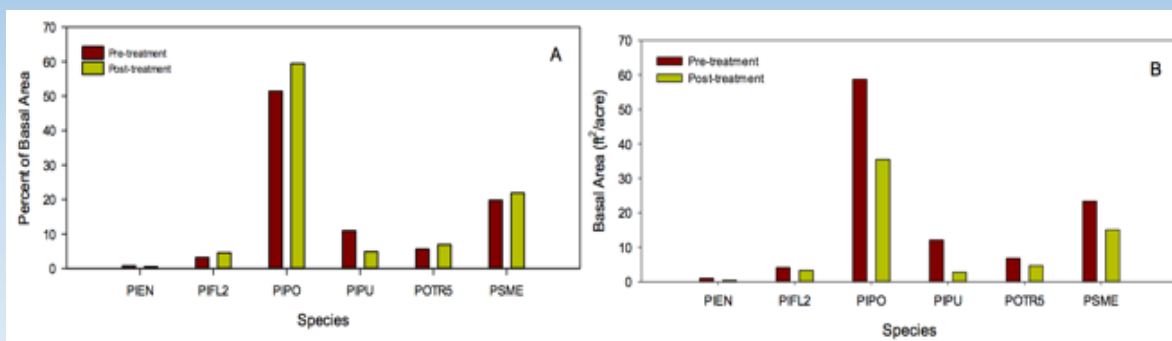 A
Pre-treatment
Post-treatment
Percent of Basal Area
70
60
50
40
30
20
10
0
PIEN PIFL2 PIPO PIPU POTR5 PSME
Species
B
Pre-treatment
Post-treatment
Basal Area (ft²/acre)
70
60
50
40
30
20
10
0
PIEN PIFL2 PIPO PIPU POTR5 PSME
Species